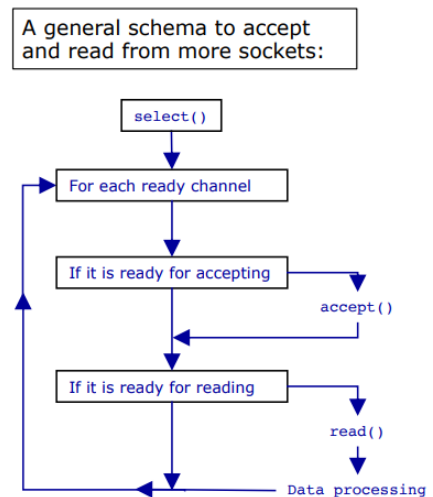 A general schema to accept
and read from more sockets:
select()
For each ready channel
If it is ready for accepting
accept()
If it is ready for reading
read()
Data processing